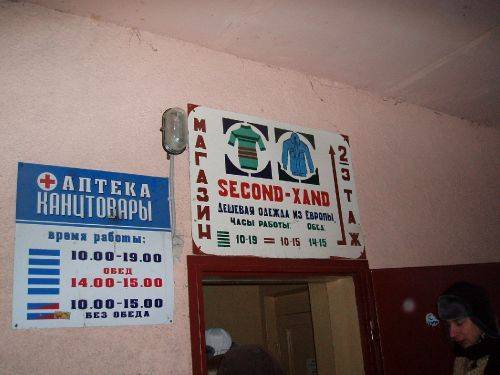 АПТЕКА
КАНЦТОВАРЫ
время работы:
10.00-19.00
ОБЕД
14.00-15.00
10.00-15.00
БЕЗ ОБЕДА
МАГАЗИН
SECOND-XAND
ДЕШЕВАЯ ОДЕЖДА ИЗ ЕВРОПЫ
ЧАСЫ РАБОТЫ: ОБЕД
10-19 10-15 14-15
2 ЭТАЖ